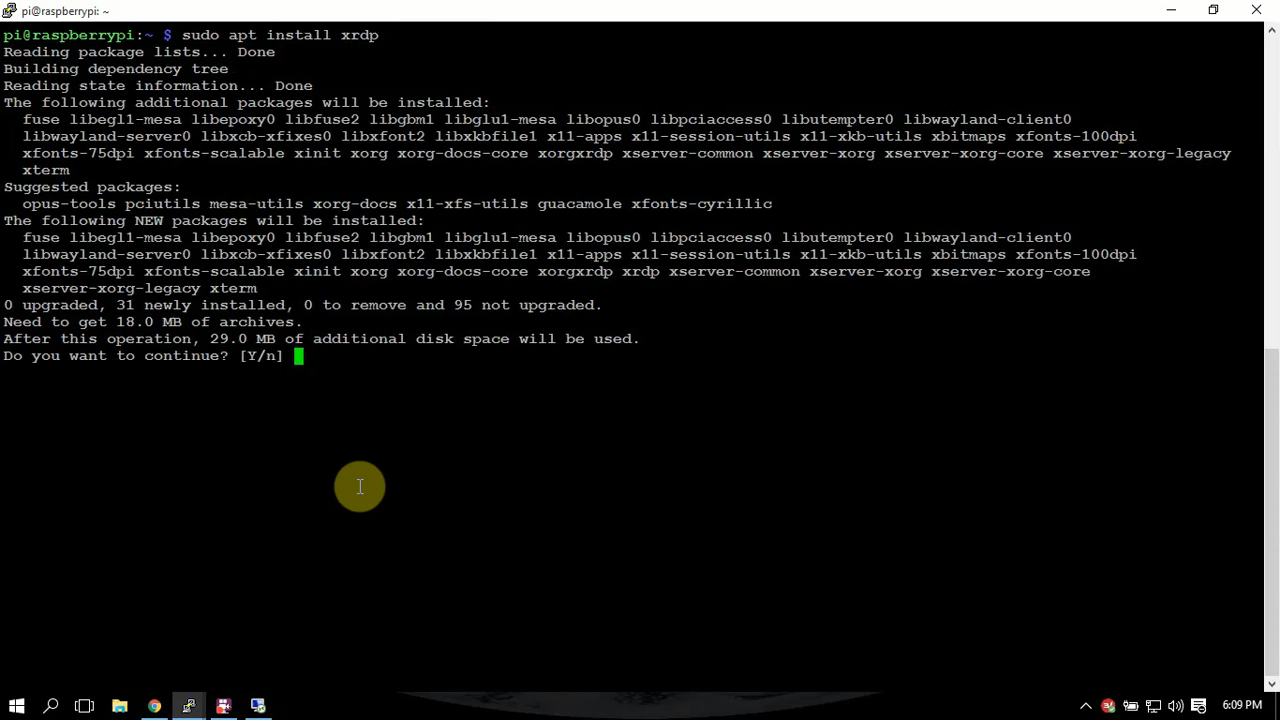 pi@raspberrypi: ~
pi@raspberrypi:~ $ sudo apt install xrdp
Reading package lists... Done
Building dependency tree
Reading state information... Done
The following additional packages will be installed:
fuse libegl1-mesa libepoxy0 libfuse2 libgbm1 libglu1-mesa libopus0 libpciaccess0 libutempter0 libwayland-client0
libwayland-server0 libxcb-xfixes0 libxfont2 libxkbfile1 x11-apps x11-session-utils x11-xkb-utils xbitmaps xfonts-100dpi
xfonts-75dpi xfonts-scalable xinit xorg xorg-docs-core xorgxrdp xserver-common xserver-xorg xserver-xorg-core xserver-xorg-legacy
xterm
Suggested packages:
opus-tools pciutils mesa-utils xorg-docs x11-xfs-utils guacamole xfonts-cyrillic
The following NEW packages will be installed:
fuse libegl1-mesa libepoxy0 libfuse2 libgbm1 libglu1-mesa libopus0 libpciaccess0 libutempter0 libwayland-client0
libwayland-server0 libxcb-xfixes0 libxfont2 libxkbfile1 x11-apps x11-session-utils x11-xkb-utils xbitmaps xfonts-100dpi
xfonts-75dpi xfonts-scalable xinit xorg xorg-docs-core xorgxrdp xrdp xserver-common xserver-xorg xserver-xorg-core
xserver-xorg-legacy xterm
0 upgraded, 31 newly installed, 0 to remove and 95 not upgraded.
Need to get 18.0 MB of archives.
After this operation, 29.0 MB of additional disk space will be used.
Do you want to continue? [Y/n]
6:09 PM